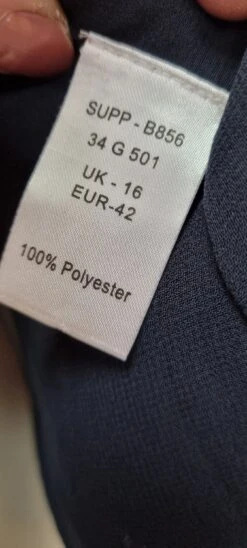 SUPP - B856
34 G 501
UK - 16
EUR-42
100% Polyester